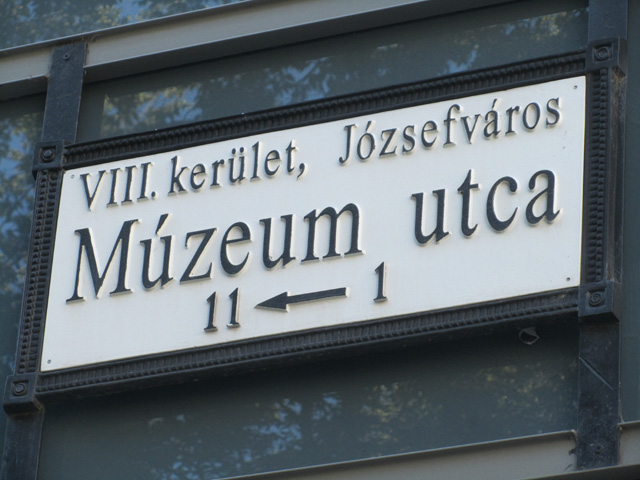 VIII. kerület, Józsefváros
Múzeum utca
11 ← 1